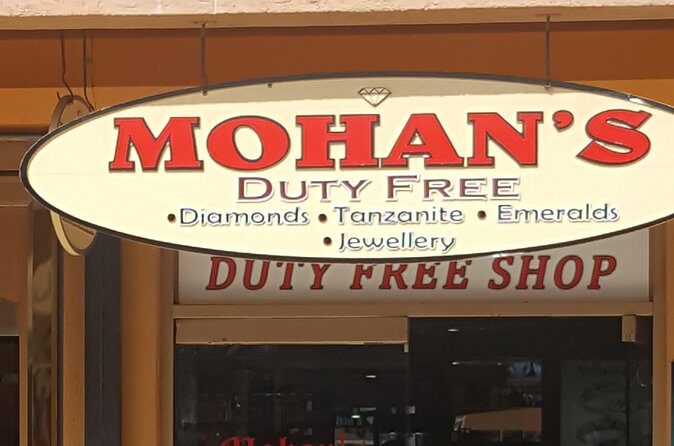 MOHAN'S
DUTY FREE
•Diamonds •Tanzanite •Emeralds
•Jewellery
DUTY FREE SHOP